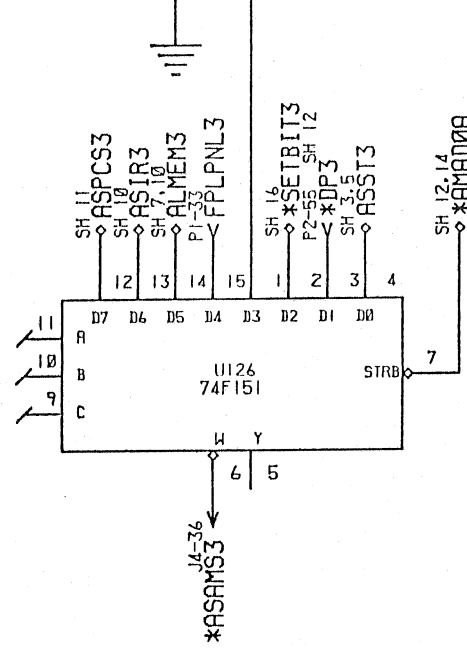 SH 11
ASPCS3
SH 10
ASIR3
SH 7,10
ALMEM3
P1-33
FPLPNL3
SH 16
*SETBIT3
P2-55 SH 12
*DP3
SH 3,5
ASST3
SH 12,14
*AMAD0A
12 13 14 15 1 2 3 4
D7 D6 D5 D4 D3 D2 D1 D0
11 A
10 B
9 C
U126
74F151
STRB 7
W Y
6 5
J4-36
*ASAMS3